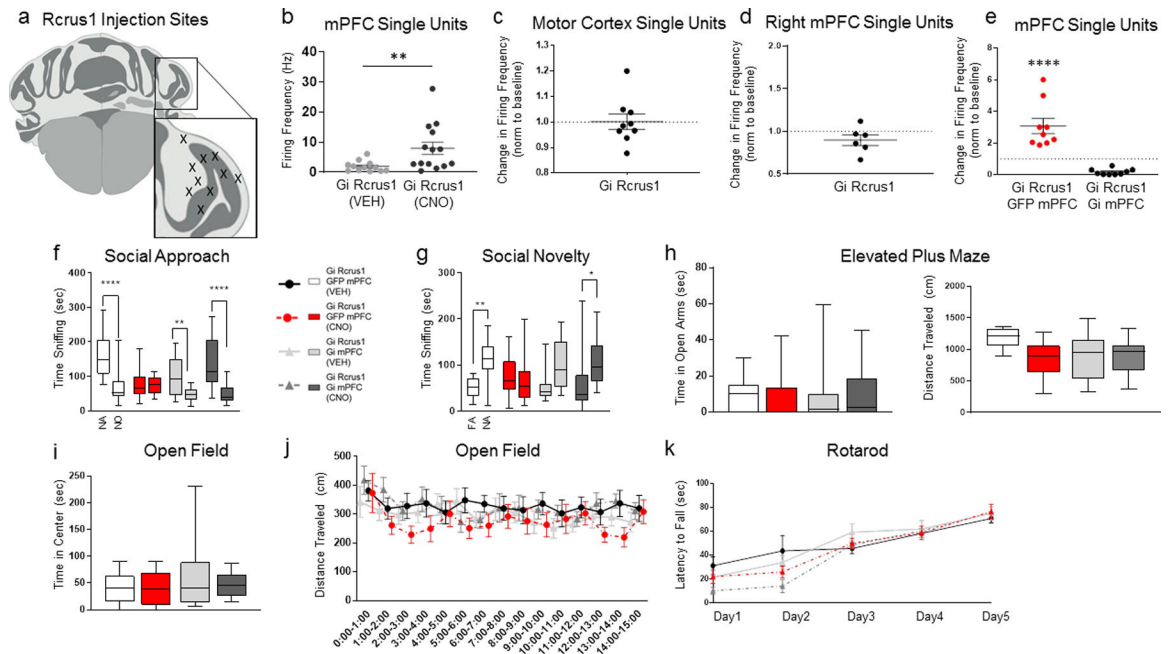 a
Rcrus1 Injection Sites
X
X
X
X
X
X
X
X
X
X
b
mPFC Single Units
**
Firing Frequency (Hz)
40
30
20
10
0
Gi Rcrus1
(VEH)
Gi Rcrus1
(CNO)
c
Motor Cortex Single Units
Change in Firing Frequency
(norm to baseline)
1.3
1.2
1.1
1.0
0.9
0.8
Gi Rcrus1
d
Right mPFC Single Units
Change in Firing Frequency
(norm to baseline)
2.0
1.5
1.0
0.5
Gi Rcrus1
e
mPFC Single Units
****
Change in Firing Frequency
(norm to baseline)
8
6
4
2
0
Gi Rcrus1
GFP mPFC
Gi Rcrus1
Gi mPFC
f
Social Approach
Time Sniffing (sec)
400
300
200
100
0
****
**
****
NA
NO
Gi Rcrus1
GFP mPFC
(VEH)
Gi Rcrus1
GFP mPFC
(CNO)
Gi Rcrus1
Gi mPFC
(VEH)
Gi Rcrus1
Gi mPFC
(CNO)
g
Social Novelty
Time Sniffing (sec)
300
200
100
0
**
*
FA
NA
h
Elevated Plus Maze
Time in Open Arms (sec)
80
60
40
20
0
Distance Traveled (cm)
2000
1500
1000
500
0
i
Open Field
Time in Center (sec)
250
200
150
100
50
0
j
Open Field
Distance Traveled (cm)
500
400
300
200
100
0
0:00-1:00
1:00-2:00
2:00-3:00
3:00-4:00
4:00-5:00
5:00-6:00
6:00-7:00
7:00-8:00
8:00-9:00
9:00-10:00
10:00-11:00
11:00-12:00
12:00-13:00
13:00-14:00
14:00-15:00
k
Rotarod
Latency to Fall (sec)
100
80
60
40
20
0
Day1
Day2
Day3
Day4
Day5